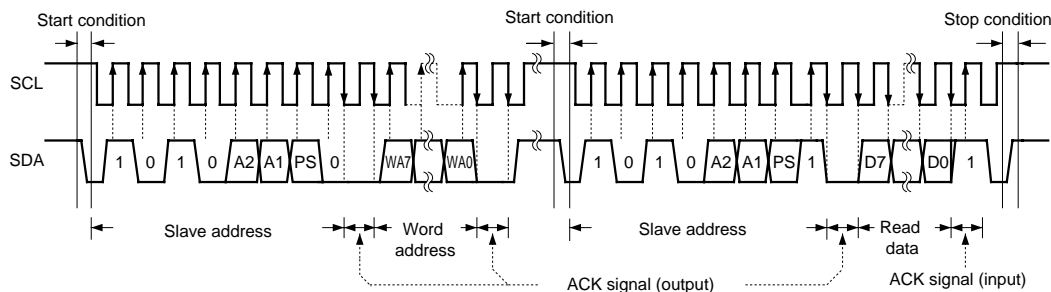 Start condition
Start condition
Stop condition
SCL
SDA
1 0 1 0 A2 A1 PS 0 WA7 WA0 1 0 1 0 A2 A1 PS 1 D7 D0 1
Slave address
Word address
Slave address
Read data
ACK signal (output)
ACK signal (input)